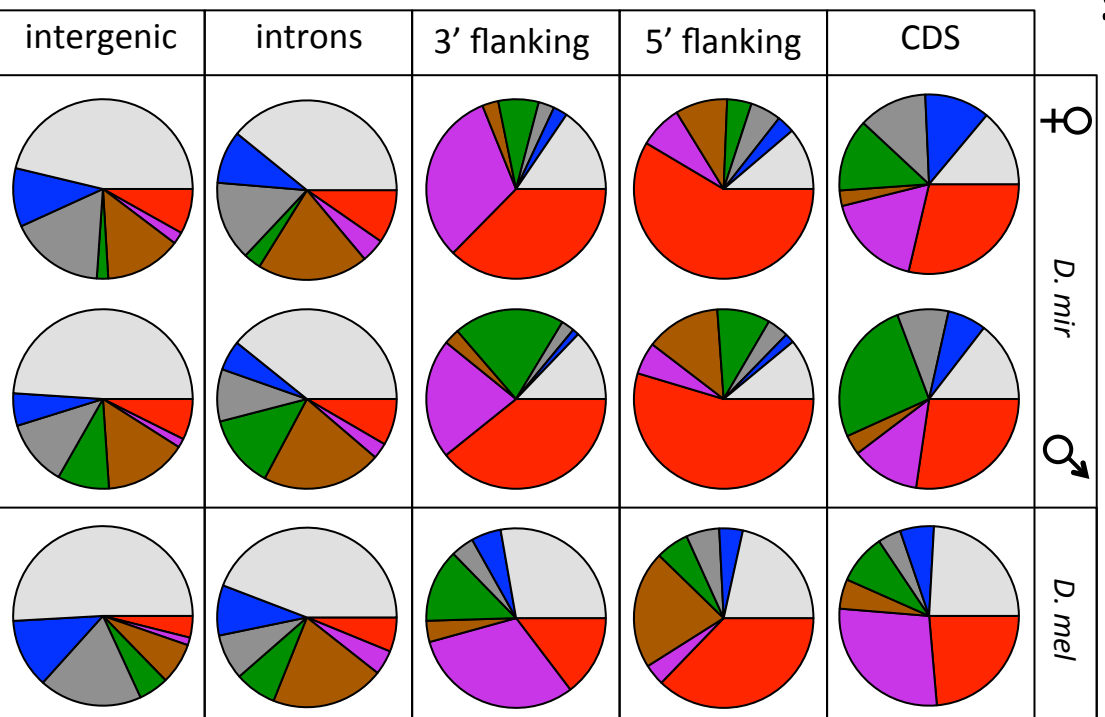 intergenic introns 3’ flanking 5’ flanking CDS
♀
D. mir
♂
D. mel